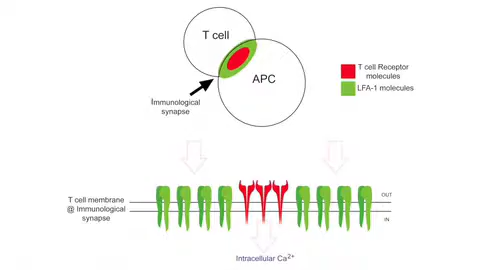 T cell
APC
T cell Receptor
molecules
LFA-1 molecules
Immunological
synapse
T cell membrane
@ Immunological
synapse
OUT
IN
Intracellular Ca2+